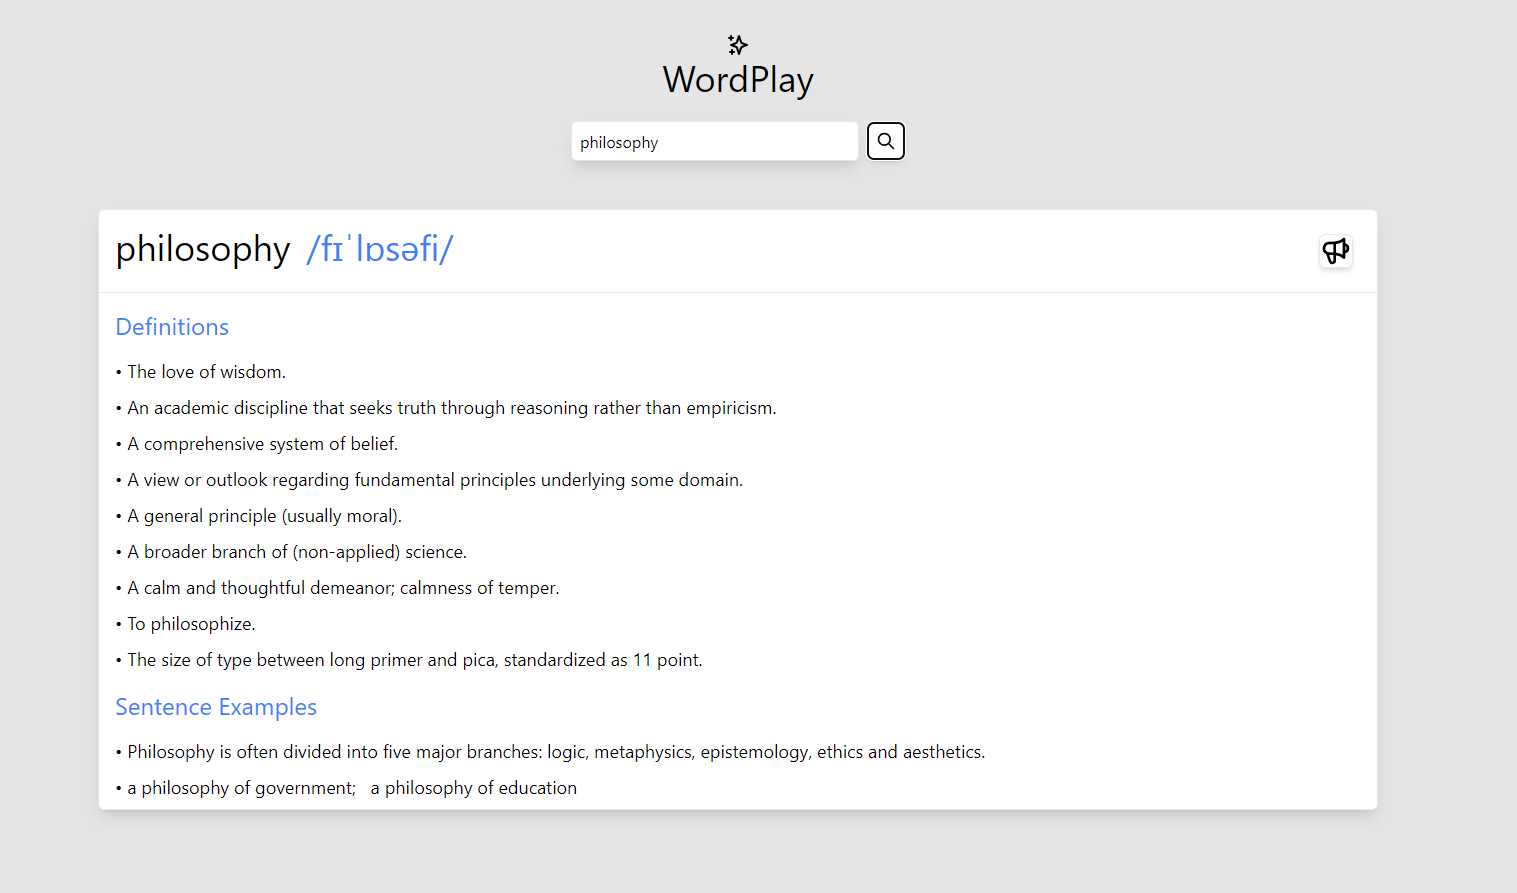 WordPlay
philosophy
philosophy /fɪˈlɒsəfi/
Definitions
• The love of wisdom.
• An academic discipline that seeks truth through reasoning rather than empiricism.
• A comprehensive system of belief.
• A view or outlook regarding fundamental principles underlying some domain.
• A general principle (usually moral).
• A broader branch of (non-applied) science.
• A calm and thoughtful demeanor; calmness of temper.
• To philosophize.
• The size of type between long primer and pica, standardized as 11 point.
Sentence Examples
• Philosophy is often divided into five major branches: logic, metaphysics, epistemology, ethics and aesthetics.
• a philosophy of government;   a philosophy of education